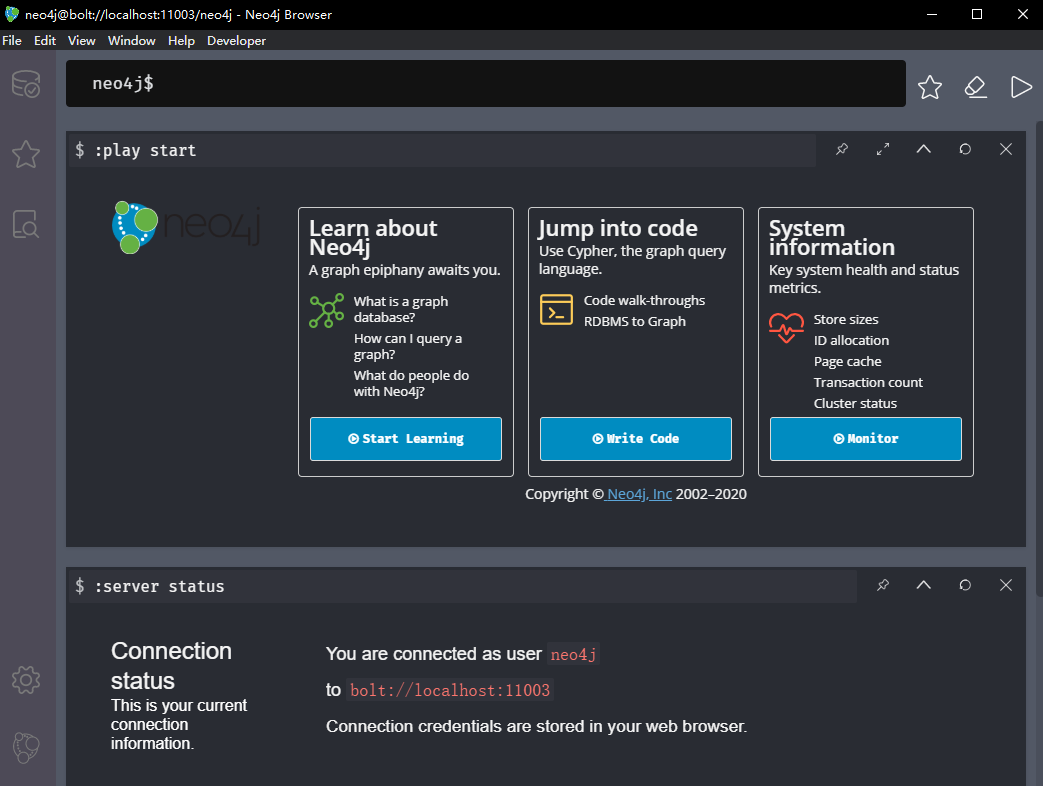 neo4j@bolt://localhost:11003/neo4j - Neo4j Browser
File Edit View Window Help Developer
neo4j$
$ :play start
neo4j
Learn about
Neo4j
A graph epiphany awaits you.
What is a graph
database?
How can I query a
graph?
What do people do
with Neo4j?
Start Learning
Jump into code
Use Cypher, the graph query
language.
Code walk-throughs
RDBMS to Graph
Write Code
System
information
Key system health and status
metrics.
Store sizes
ID allocation
Page cache
Transaction count
Cluster status
Monitor
Copyright © Neo4j, Inc 2002–2020
$ :server status
Connection
status
This is your current
connection
information.
You are connected as user neo4j
to bolt://localhost:11003
Connection credentials are stored in your web browser.